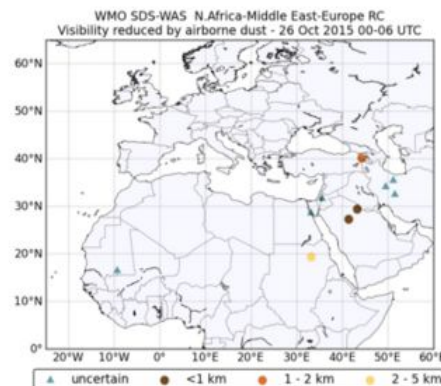 WMO SDS-WAS N.Africa-Middle East-Europe RC
Visibility reduced by airborne dust - 26 Oct 2015 00-06 UTC
60°N
50°N
40°N
30°N
20°N
10°N
0°
20°W 10°W 0° 10°E 20°E 30°E 40°E 50°E 60°E
uncertain <1 km 1 - 2 km 2 - 5 km